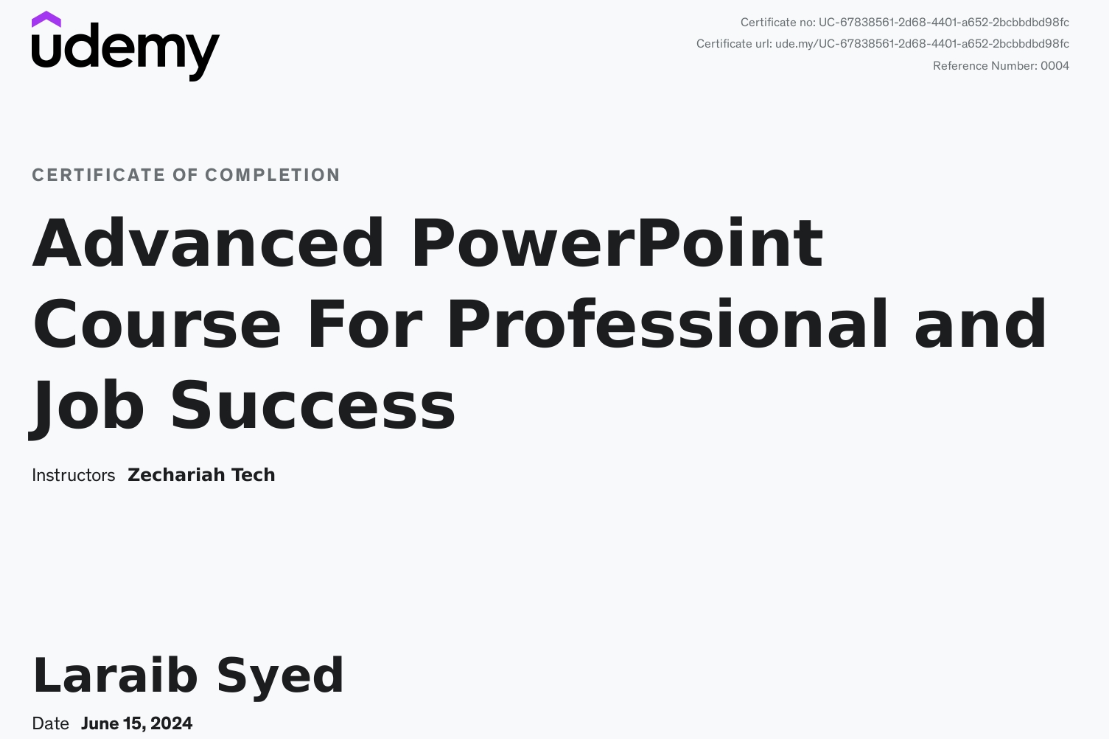 udemy
Certificate no: UC-67838561-2d68-4401-a652-2bcbbdbd98fc
Certificate url: ude.my/UC-67838561-2d68-4401-a652-2bcbbdbd98fc
Reference Number: 0004
CERTIFICATE OF COMPLETION
Advanced PowerPoint
Course For Professional and
Job Success
Instructors Zechariah Tech
Laraib Syed
Date June 15, 2024